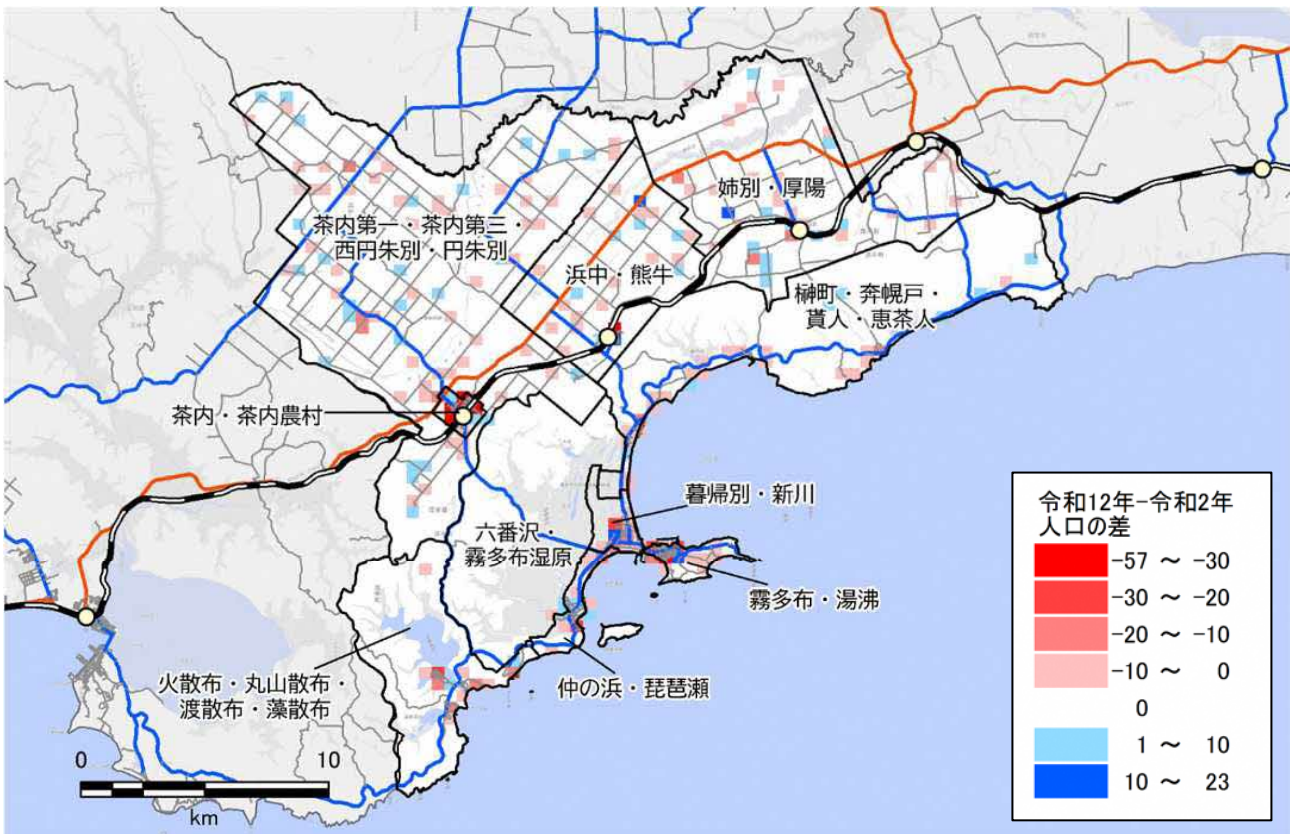 姉別・厚陽
茶内第一・茶内第三・
西円朱別・円朱別
浜中・熊牛
榊町・奔幌戸・
貰人・恵茶人
茶内・茶内農村
暮帰別・新川
六番沢・
霧多布湿原
霧多布・湯沸
仲の浜・琵琶瀬
火散布・丸山散布・
渡散布・藻散布
0 10
km
令和12年-令和2年
人口の差
-57 ～ -30
-30 ～ -20
-20 ～ -10
-10 ～ 0
0
1 ～ 10
10 ～ 23